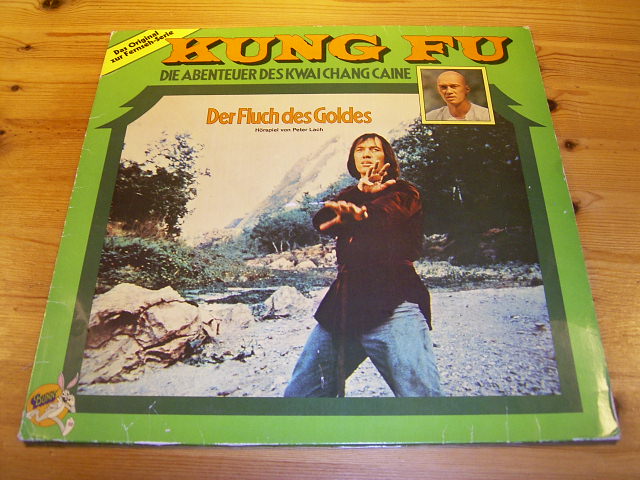 Das Original
zur Fernseh-Serie
KUNG FU
DIE ABENTEUER DES KWAI CHANG CAINE
Der Fluch des Goldes
Hörspiel von Peter Lach
BUNNY